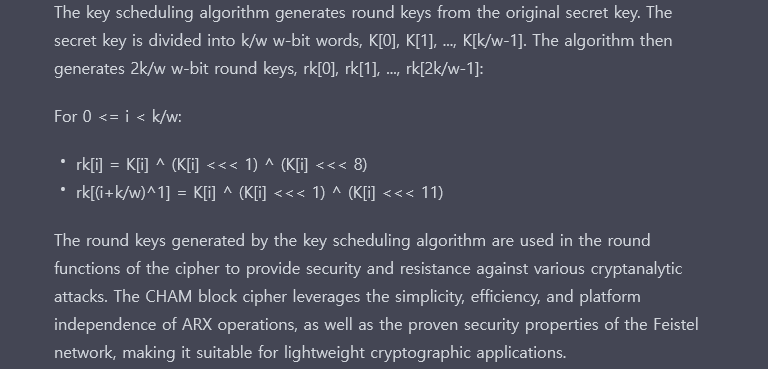 The key scheduling algorithm generates round keys from the original secret key. The
secret key is divided into k/w w-bit words, K[0], K[1], ..., K[k/w-1]. The algorithm then
generates 2k/w w-bit round keys, rk[0], rk[1], ..., rk[2k/w-1]:
For 0 <= i < k/w:
• rk[i] = K[i] ^ (K[i] <<< 1) ^ (K[i] <<< 8)
• rk[(i+k/w)^1] = K[i] ^ (K[i] <<< 1) ^ (K[i] <<< 11)
The round keys generated by the key scheduling algorithm are used in the round
functions of the cipher to provide security and resistance against various cryptanalytic
attacks. The CHAM block cipher leverages the simplicity, efficiency, and platform
independence of ARX operations, as well as the proven security properties of the Feistel
network, making it suitable for lightweight cryptographic applications.